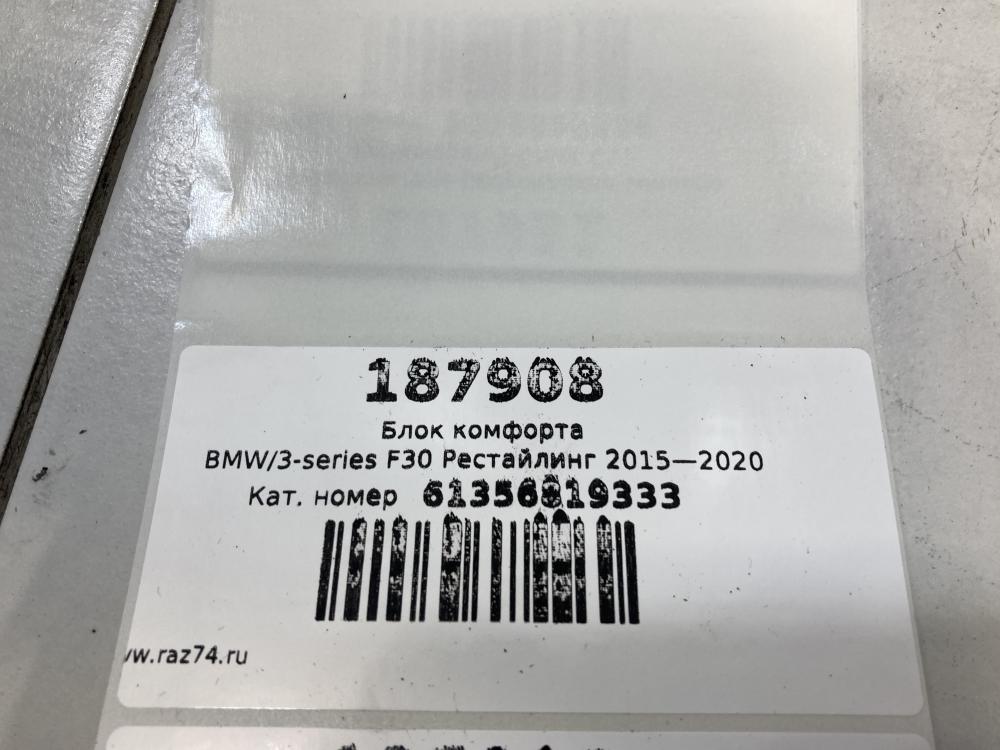 187908
Блок комфорта
BMW/3-series F30 Рестайлинг 2015—2020
Кат. номер 61356819333
w.raz74.ru